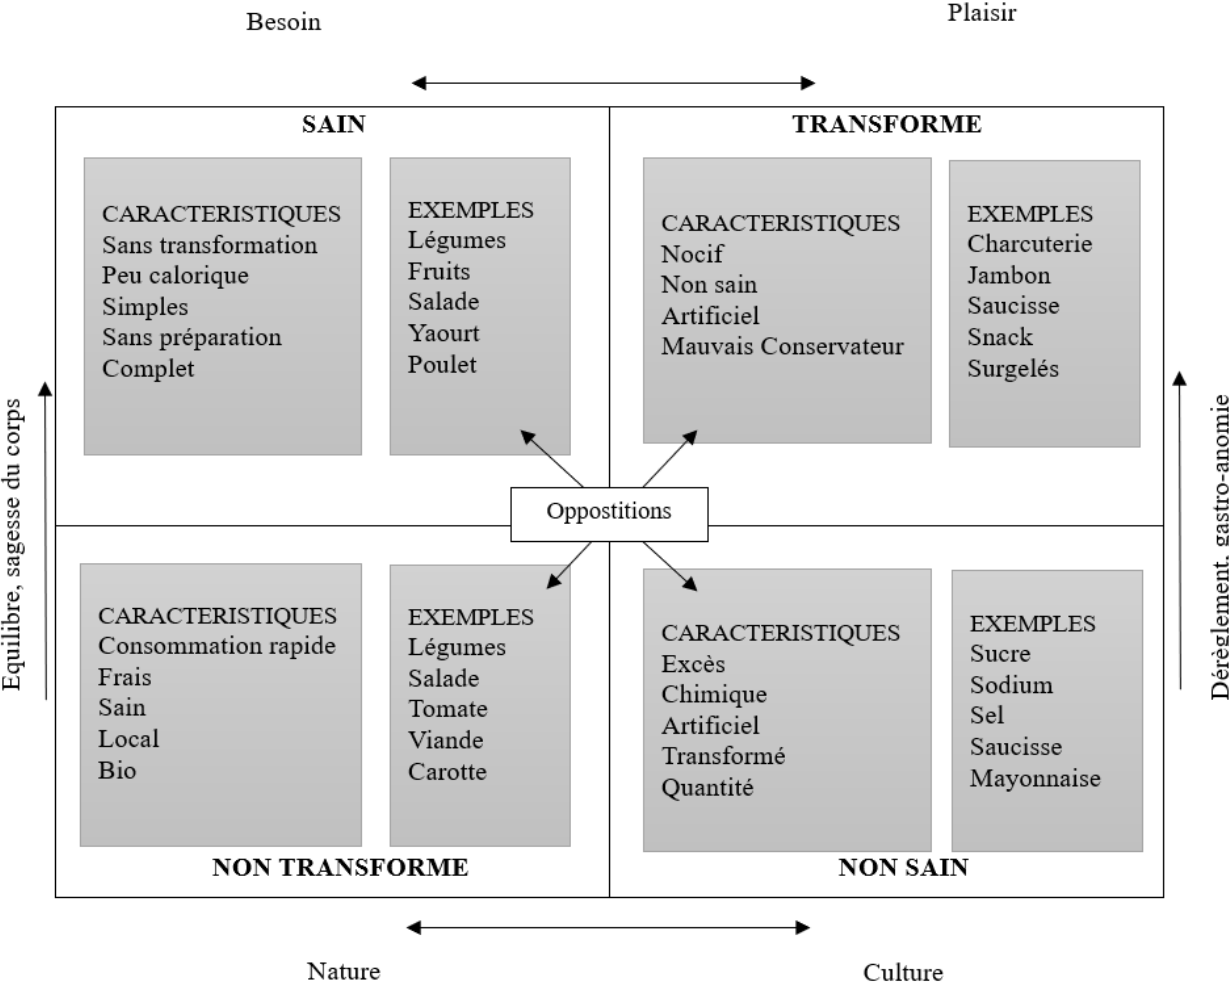 Besoin
Plaisir
SAIN
CARACTERISTIQUES
Sans transformation
Peu calorique
Simples
Sans préparation
Complet
EXEMPLES
Légumes
Fruits
Salade
Yaourt
Poulet
TRANSFORME
CARACTERISTIQUES
Nocif
Non sain
Artificiel
Mauvais Conservateur
EXEMPLES
Charcuterie
Jambon
Saucisse
Snack
Surgelés
Equilibre, sagesse du corps
Oppostitions
Dérèglement, gastro-anomie
CARACTERISTIQUES
Consommation rapide
Frais
Sain
Local
Bio
EXEMPLES
Légumes
Salade
Tomate
Viande
Carotte
NON TRANSFORME
CARACTERISTIQUES
Excès
Chimique
Artificiel
Transformé
Quantité
EXEMPLES
Sucre
Sodium
Sel
Saucisse
Mayonnaise
NON SAIN
Nature
Culture